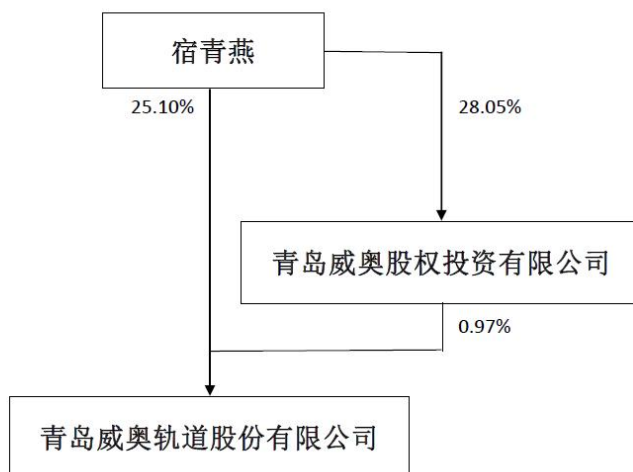 宿青燕
25.10%
28.05%
青岛威奥股权投资有限公司
0.97%
青岛威奥轨道股份有限公司